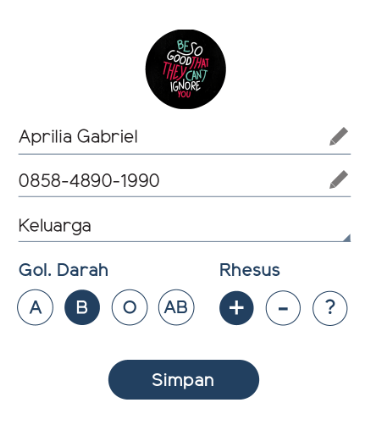 BE SO
GOOD THAT
THEY CAN'T
IGNORE
YOU
Aprilia Gabriel
0858-4890-1990
Keluarga
Gol. Darah Rhesus
A B O AB + - ?
Simpan